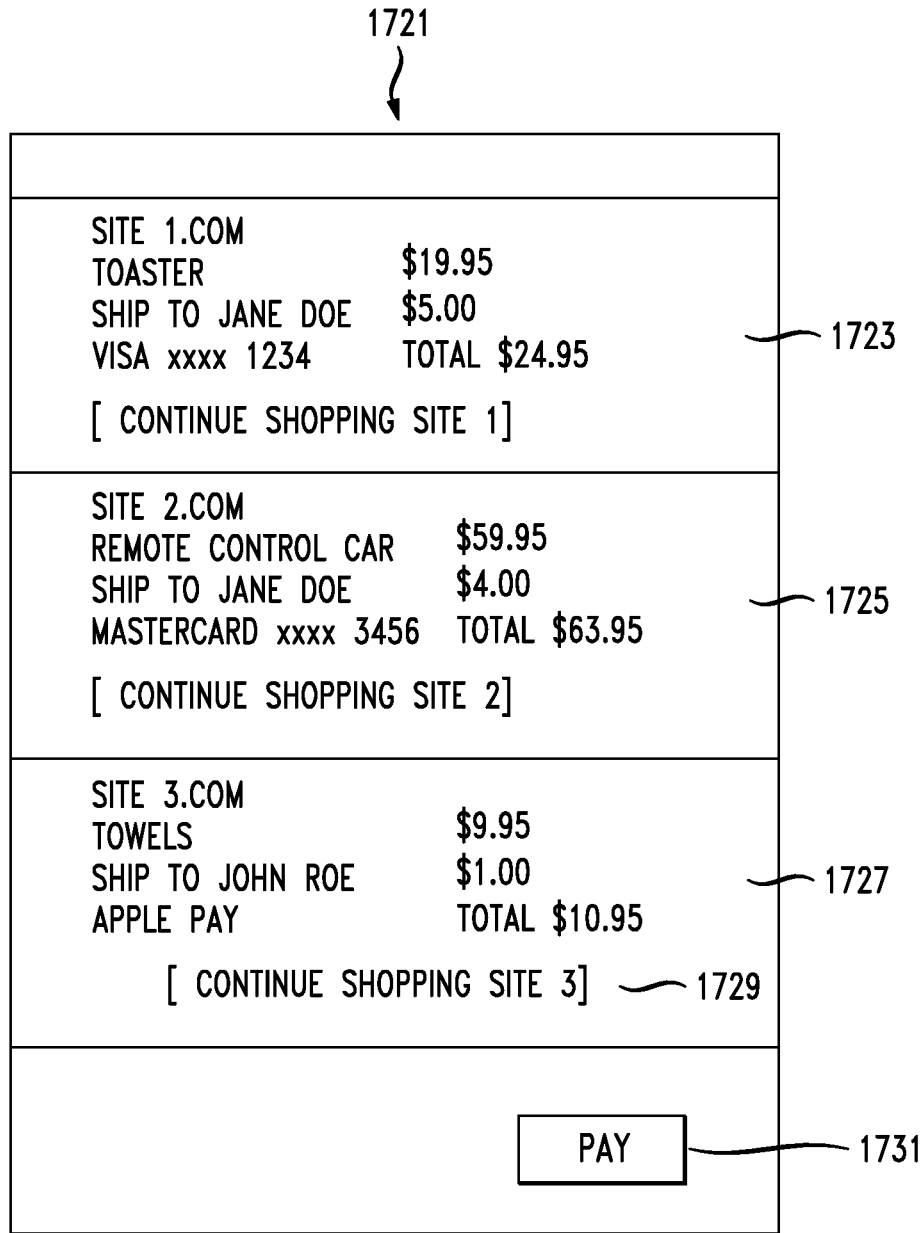 1721
SITE 1.COM
TOASTER $19.95
SHIP TO JANE DOE $5.00
VISA xxxx 1234 TOTAL $24.95
1723
[ CONTINUE SHOPPING SITE 1]
SITE 2.COM
REMOTE CONTROL CAR $59.95
SHIP TO JANE DOE $4.00
1725
MASTERCARD xxxx 3456 TOTAL $63.95
[ CONTINUE SHOPPING SITE 2]
SITE 3.COM
TOWELS $9.95
SHIP TO JOHN ROE $1.00
1727
APPLE PAY TOTAL $10.95
[ CONTINUE SHOPPING SITE 3] 1729
PAY 1731